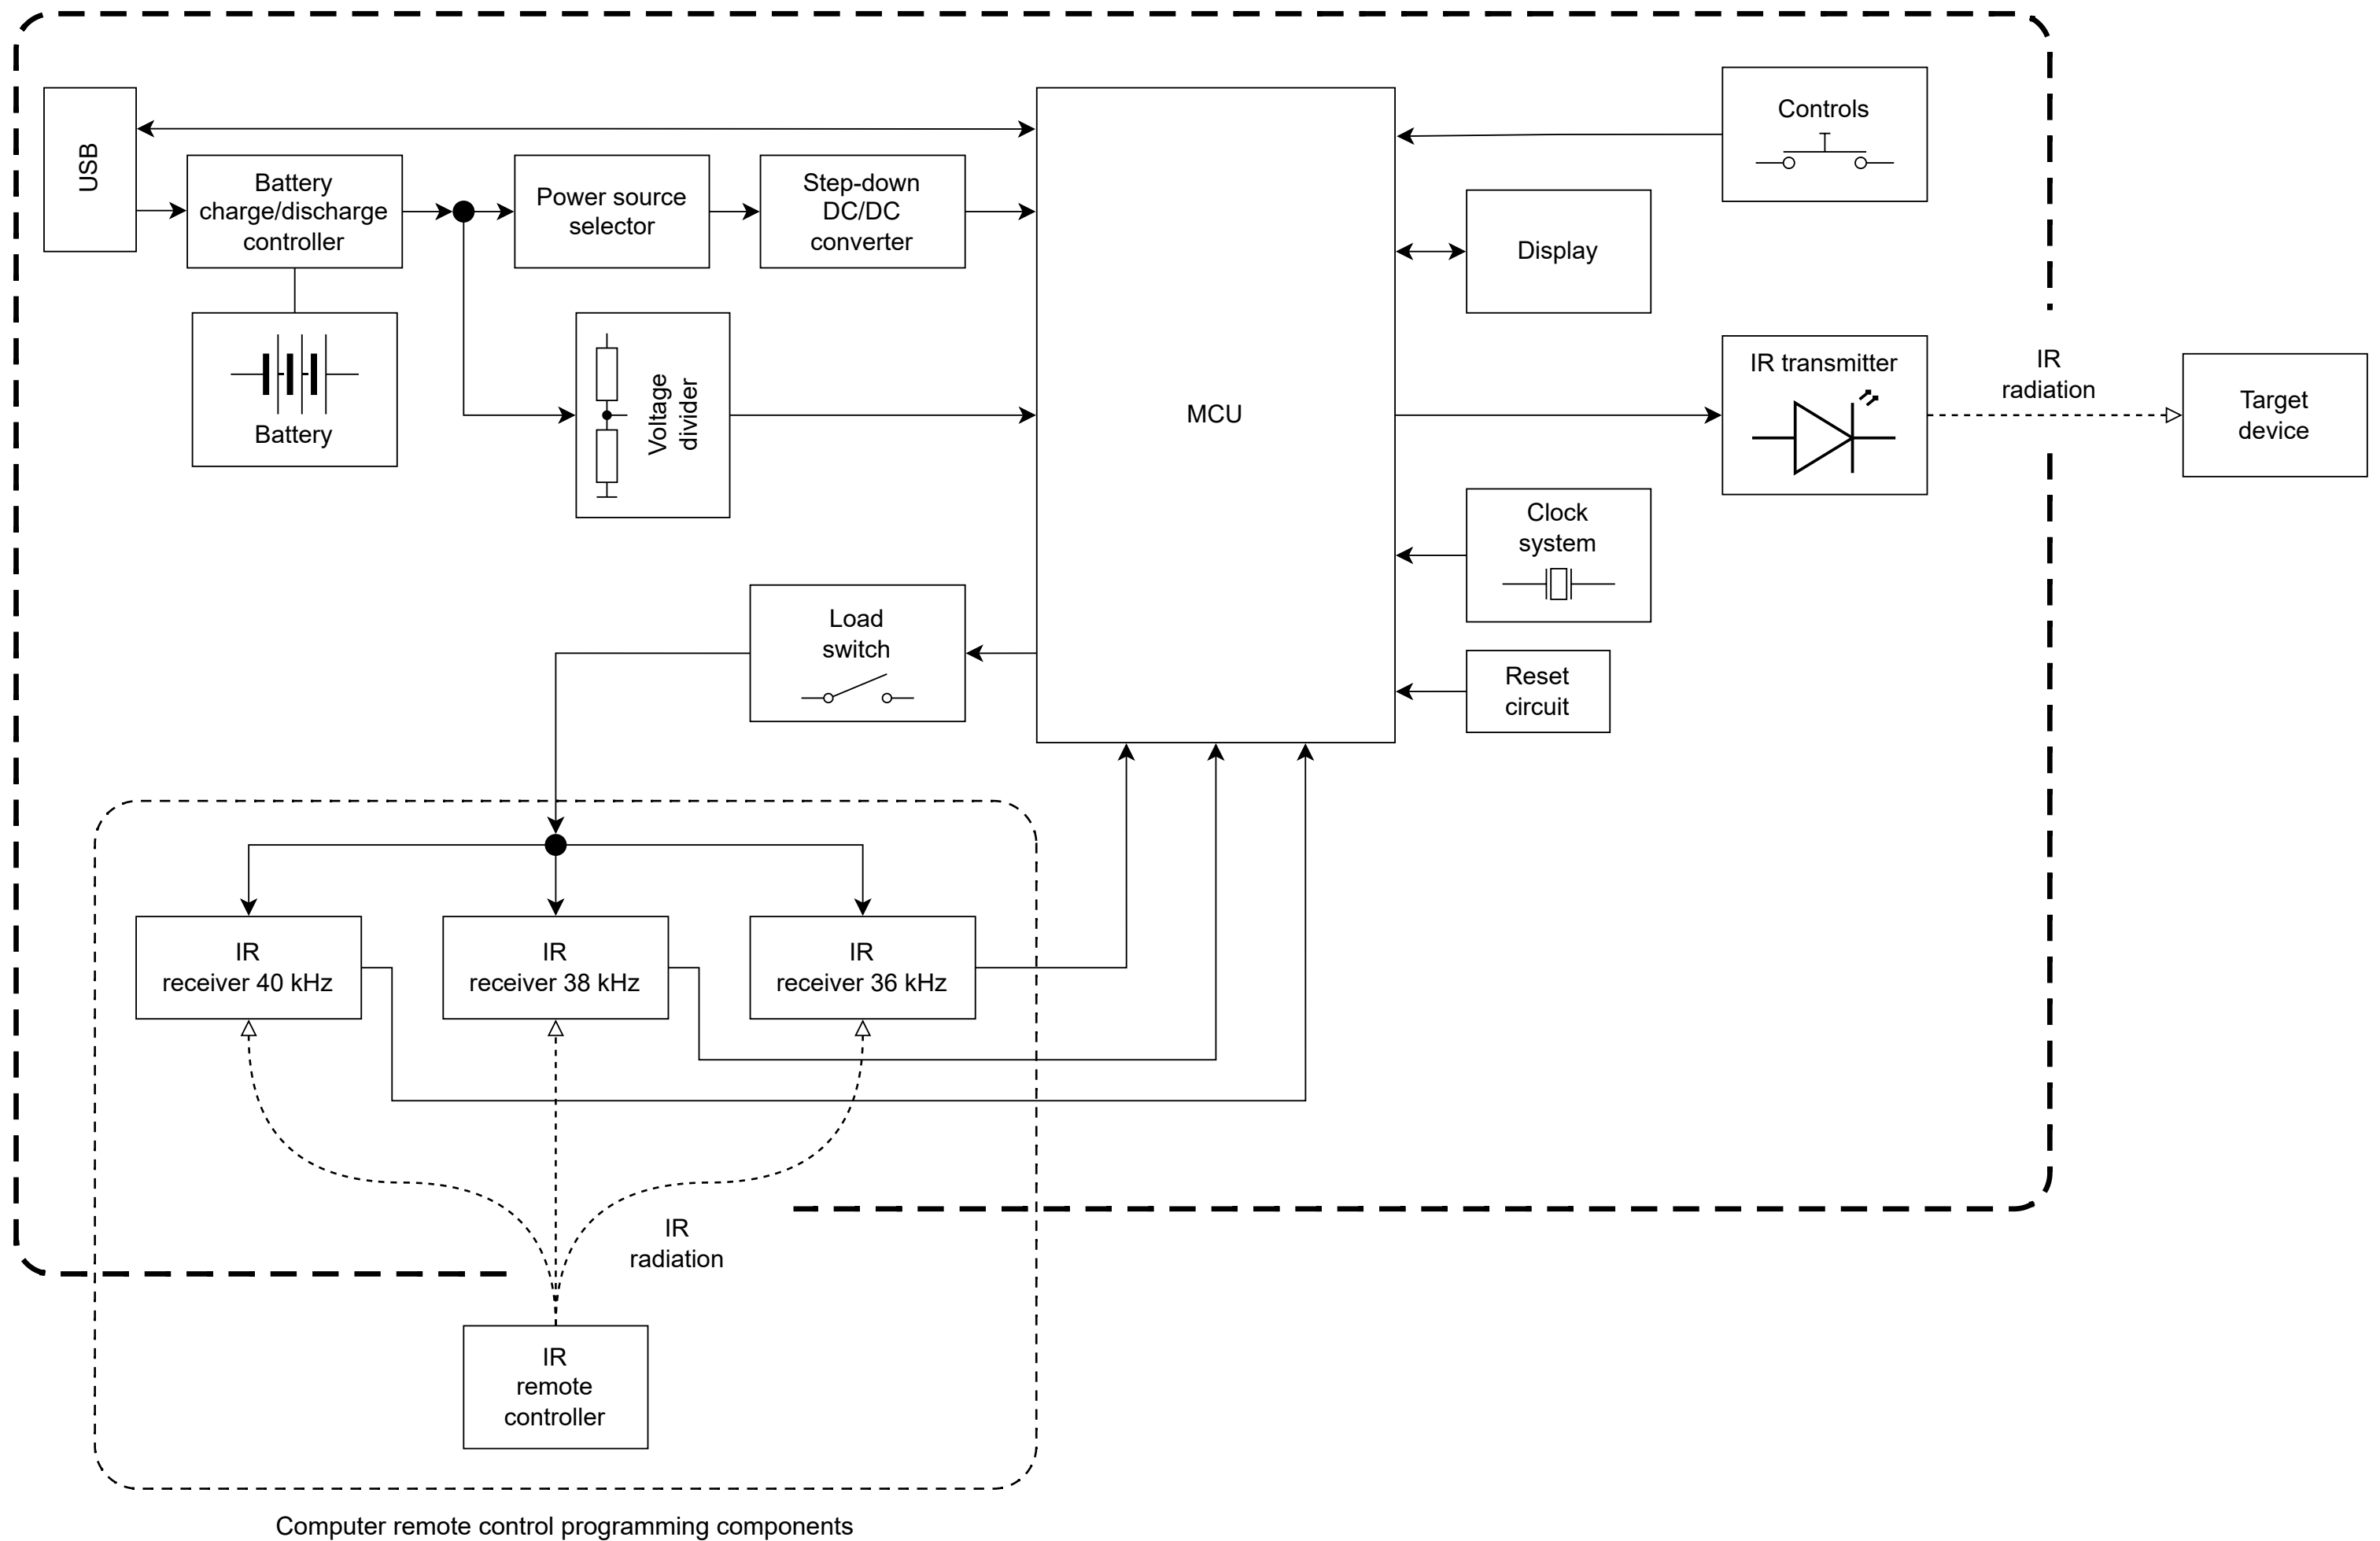 USB
Battery
charge/discharge
controller
Power source
selector
Step-down
DC/DC
converter
Battery
Voltage
divider
MCU
Controls
Display
IR transmitter
IR
radiation
Target
device
Clock
system
Load
switch
Reset
circuit
IR
receiver 40 kHz
IR
receiver 38 kHz
IR
receiver 36 kHz
IR
radiation
IR
remote
controller
Computer remote control programming components